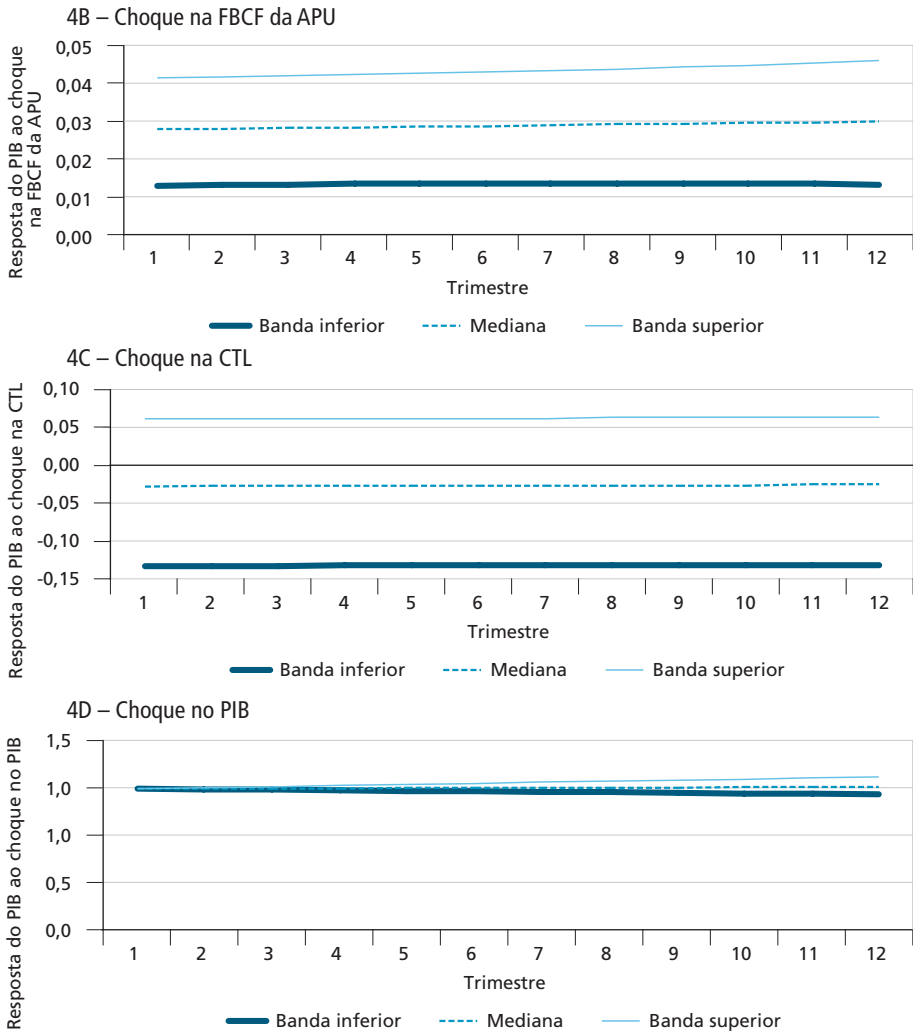 4B – Choque na FBCF da APU
Resposta do PIB ao choque
na FBCF da APU
0,05
0,04
0,03
0,02
0,01
0,00
1 2 3 4 5 6 7 8 9 10 11 12
Trimestre
Banda inferior Mediana Banda superior
4C – Choque na CTL
Resposta do PIB ao choque na CTL
0,10
0,05
0,00
-0,05
-0,10
-0,15
1 2 3 4 5 6 7 8 9 10 11 12
Trimestre
Banda inferior Mediana Banda superior
4D – Choque no PIB
Resposta do PIB ao choque no PIB
1,5
1,0
1,0
0,5
0,0
1 2 3 4 5 6 7 8 9 10 11 12
Trimestre
Banda inferior Mediana Banda superior